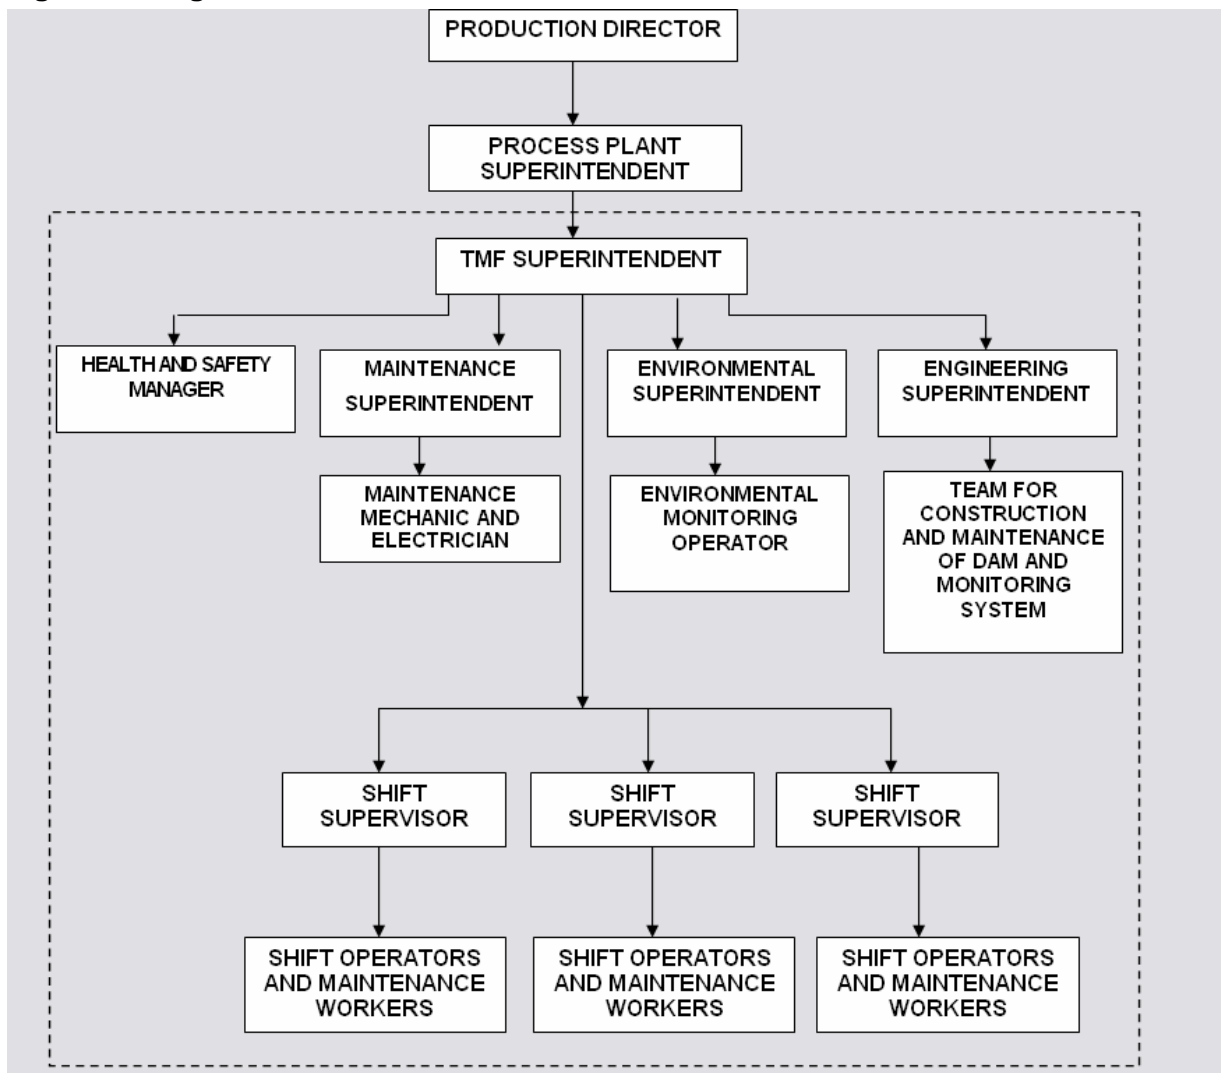 PRODUCTION DIRECTOR
PROCESS PLANT
SUPERINTENDENT
TMF SUPERINTENDENT
HEALTH AND SAFETY
MANAGER
MAINTENANCE
SUPERINTENDENT
ENVIRONMENTAL
SUPERINTENDENT
ENGINEERING
SUPERINTENDENT
MAINTENANCE
MECHANIC AND
ELECTRICIAN
ENVIRONMENTAL
MONITORING
OPERATOR
TEAM FOR
CONSTRUCTION
AND MAINTENANCE
OF DAM AND
MONITORING
SYSTEM
SHIFT
SUPERVISOR
SHIFT
SUPERVISOR
SHIFT
SUPERVISOR
SHIFT OPERATORS
AND MAINTENANCE
WORKERS
SHIFT OPERATORS
AND MAINTENANCE
WORKERS
SHIFT OPERATORS
AND MAINTENANCE
WORKERS